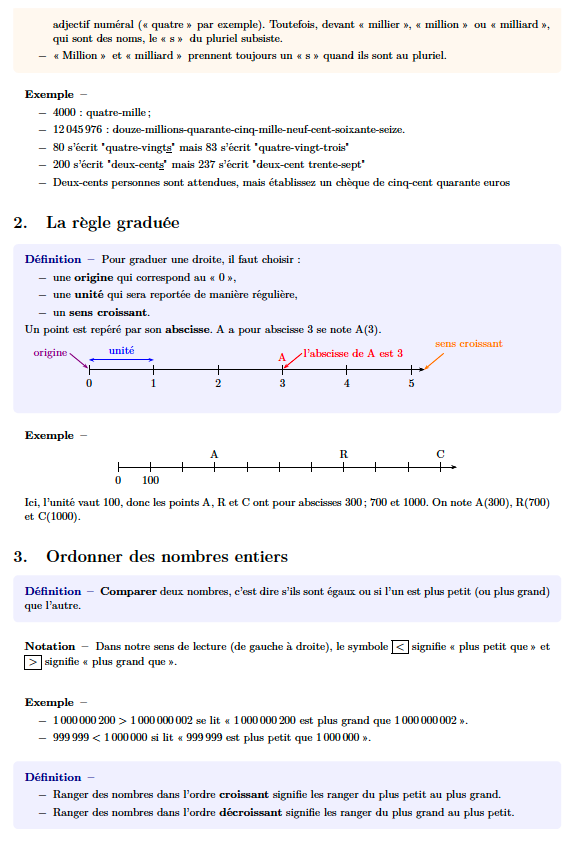 adjectif numéral (« quatre » par exemple). Toutefois, devant « millier », « million » ou « milliard »,
qui sont des noms, le « s » du pluriel subsiste.
– « Million » et « milliard » prennent toujours un « s » quand ils sont au pluriel.
Exemple –
– 4000 : quatre-mille ;
– 12 045 976 : douze-millions-quarante-cinq-mille-neuf-cent-soixante-seize.
– 80 s'écrit "quatre-vingts" mais 83 s'écrit "quatre-vingt-trois"
– 200 s'écrit "deux-cents" mais 237 s'écrit "deux-cent trente-sept"
– Deux-cents personnes sont attendues, mais établissez un chèque de cinq-cent quarante euros
2. La règle graduée
Définition – Pour graduer une droite, il faut choisir :
– une origine qui correspond au « 0 »,
– une unité qui sera reportée de manière régulière,
– un sens croissant.
Un point est repéré par son abscisse. A a pour abscisse 3 se note A(3).
origine unité A l'abscisse de A est 3 sens croissant
0 1 2 3 4 5
Exemple –
A R C
0 100
Ici, l'unité vaut 100, donc les points A, R et C ont pour abscisses 300 ; 700 et 1000. On note A(300), R(700)
et C(1000).
3. Ordonner des nombres entiers
Définition – Comparer deux nombres, c'est dire s'ils sont égaux ou si l'un est plus petit (ou plus grand)
que l'autre.
Notation – Dans notre sens de lecture (de gauche à droite), le symbole < signifie « plus petit que » et
> signifie « plus grand que ».
Exemple –
– 1 000 000 200 > 1 000 000 002 se lit « 1 000 000 200 est plus grand que 1 000 000 002 ».
– 999 999 < 1 000 000 si lit « 999 999 est plus petit que 1 000 000 ».
Définition –
– Ranger des nombres dans l'ordre croissant signifie les ranger du plus petit au plus grand.
– Ranger des nombres dans l'ordre décroissant signifie les ranger du plus grand au plus petit.